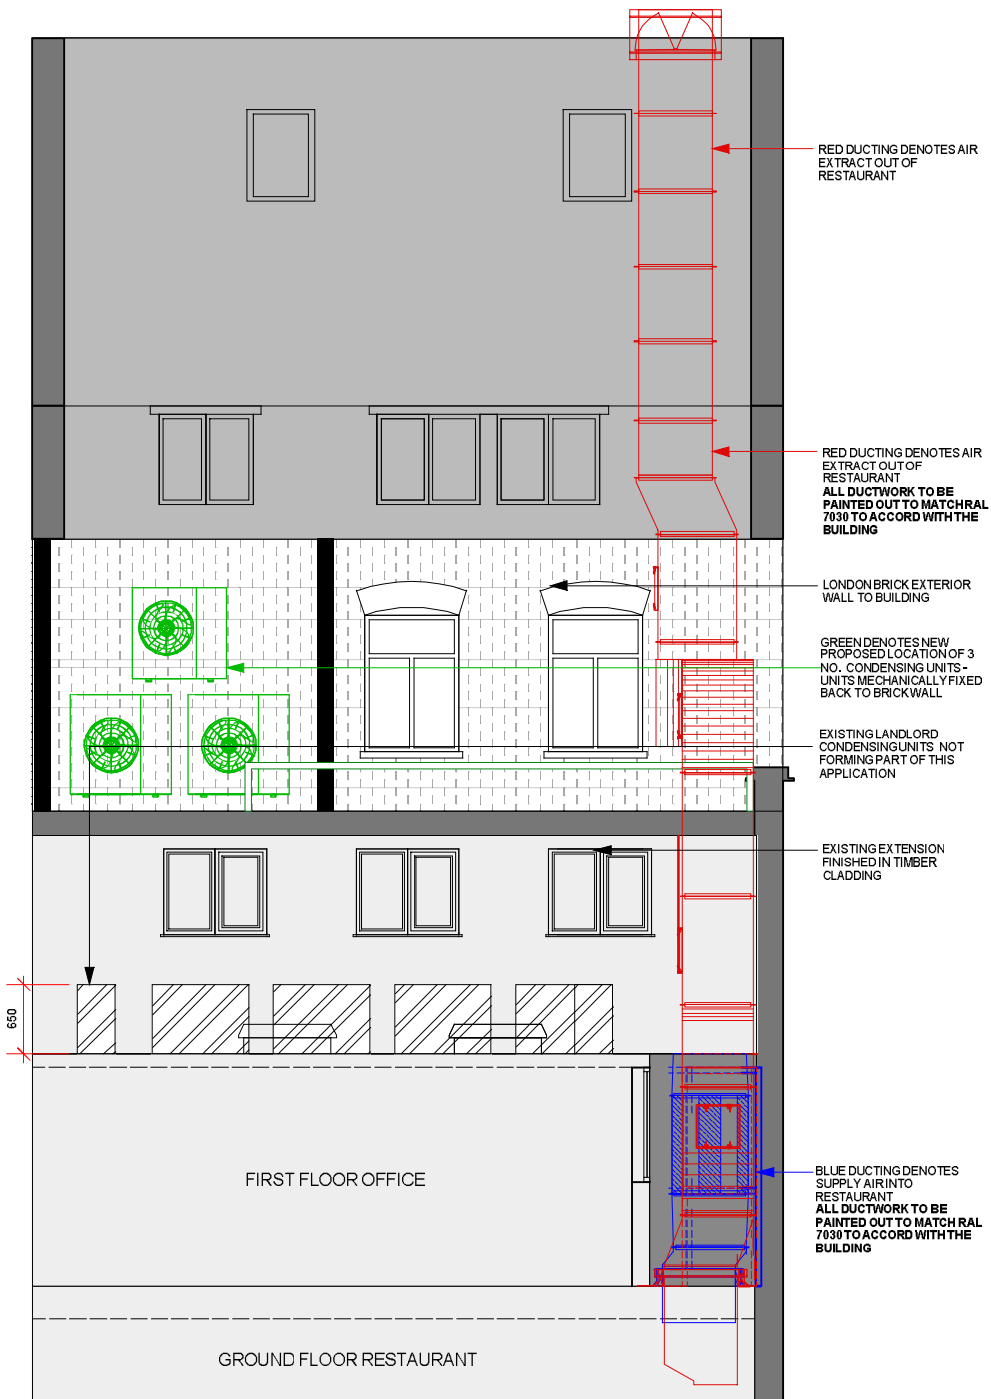 RED DUCTING DENOTES AIR
EXTRACT OUT OF
RESTAURANT
RED DUCTING DENOTES AIR
EXTRACT OUT OF
RESTAURANT
ALL DUCTWORK TO BE
PAINTED OUT TO MATCH RAL
7030 TO ACCORD WITH THE
BUILDING
LONDON BRICK EXTERIOR
WALL TO BUILDING
GREEN DENOTES NEW
PROPOSED LOCATION OF 3
NO. CONDENSING UNITS -
UNITS MECHANICALLY FIXED
BACK TO BRICK WALL
EXISTING LANDLORD
CONDENSING UNITS NOT
FORMING PART OF THIS
APPLICATION
EXISTING EXTENSION
FINISHED IN TIMBER
CLADDING
650
FIRST FLOOR OFFICE
BLUE DUCTING DENOTES
SUPPLY AIR INTO
RESTAURANT
ALL DUCTWORK TO BE
PAINTED OUT TO MATCH RAL
7030 TO ACCORD WITH THE
BUILDING
GROUND FLOOR RESTAURANT